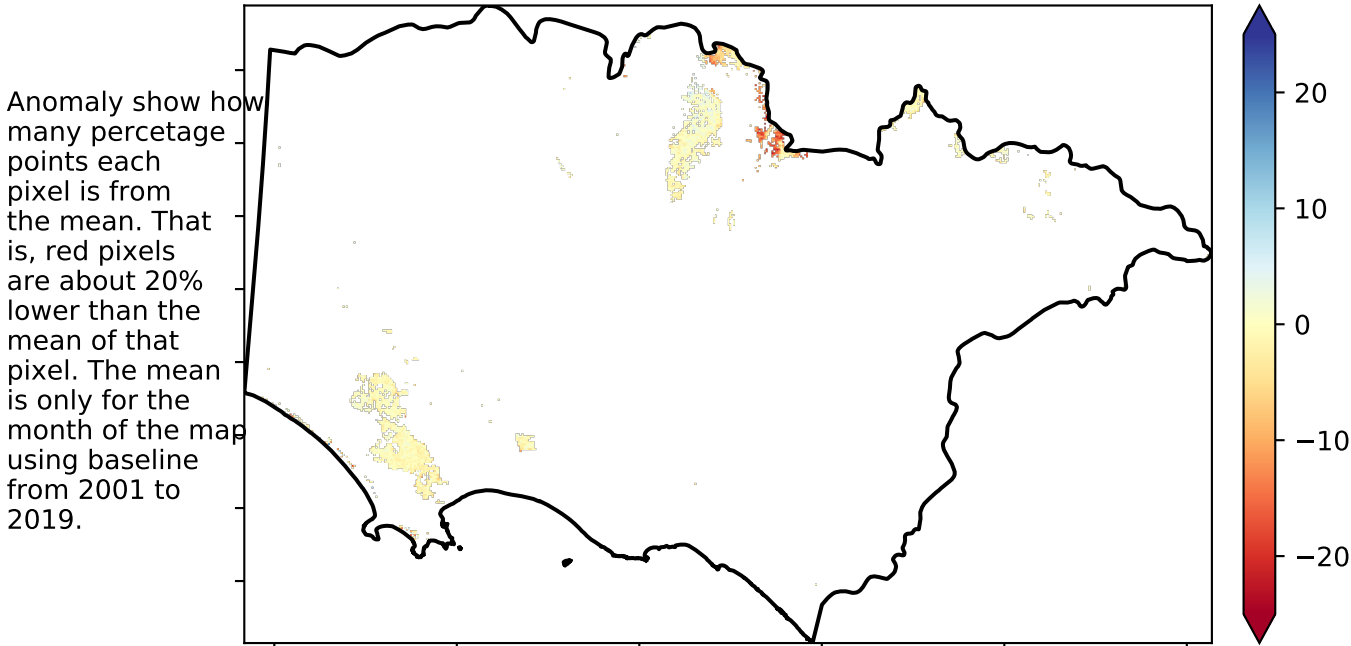 Anomaly show how
many percetage
points each
pixel is from
the mean. That
is, red pixels
are about 20%
lower than the
mean of that
pixel. The mean
is only for the
month of the map
using baseline
from 2001 to
2019.
20
10
0
−10
−20